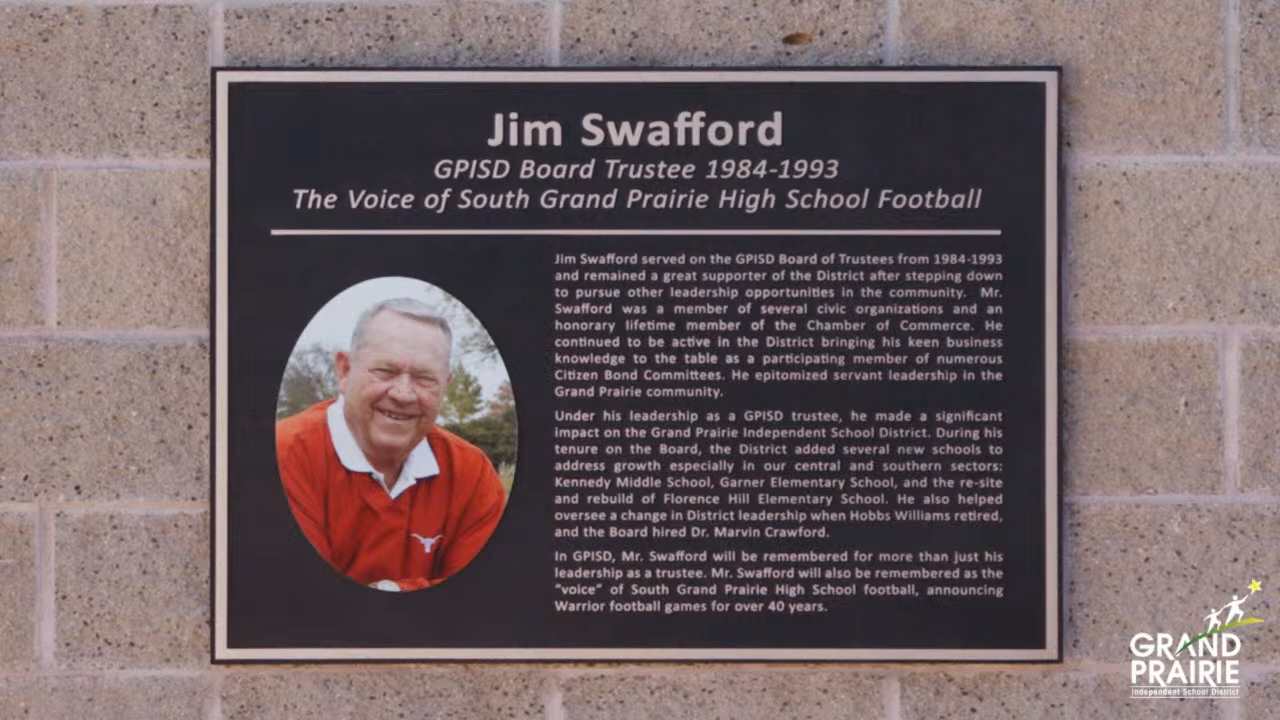 Jim Swafford
GPISD Board Trustee 1984-1993
The Voice of South Grand Prairie High School Football
Jim Swafford served on the GPISD Board of Trustees from 1984-1993
and remained a great supporter of the District after stepping down
to pursue other leadership opportunities in the community. Mr.
Swafford was a member of several civic organizations and an
honorary lifetime member of the Chamber of Commerce. He
continued to be active in the District bringing his keen business
knowledge to the table as a participating member of numerous
Citizen Bond Committees. He epitomized servant leadership in the
Grand Prairie community.
Under his leadership as a GPISD trustee, he made a significant
impact on the Grand Prairie Independent School District. During his
tenure on the Board, the District added several new schools to
address growth especially in our central and southern sectors:
Kennedy Middle School, Garner Elementary School, and the re-site
and rebuild of Florence Hill Elementary School. He also helped
oversee a change in District leadership when Hobbs Williams retired,
and the Board hired Dr. Marvin Crawford.
In GPISD, Mr. Swafford will be remembered for more than just his
leadership as a trustee. Mr. Swafford will also be remembered as the
"voice" of South Grand Prairie High School football, announcing
Warrior football games for over 40 years.
GRAND
PRAIRIE
Independent School District